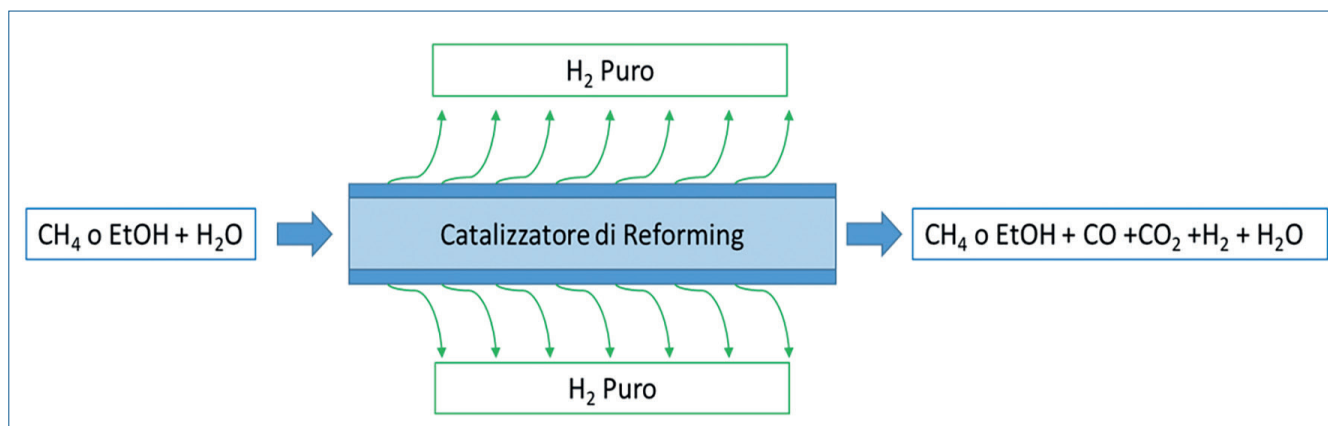 H₂ Puro
CH₄ o EtOH + H₂O
Catalizzatore di Reforming
CH₄ o EtOH + CO +CO₂ +H₂ + H₂O
H₂ Puro